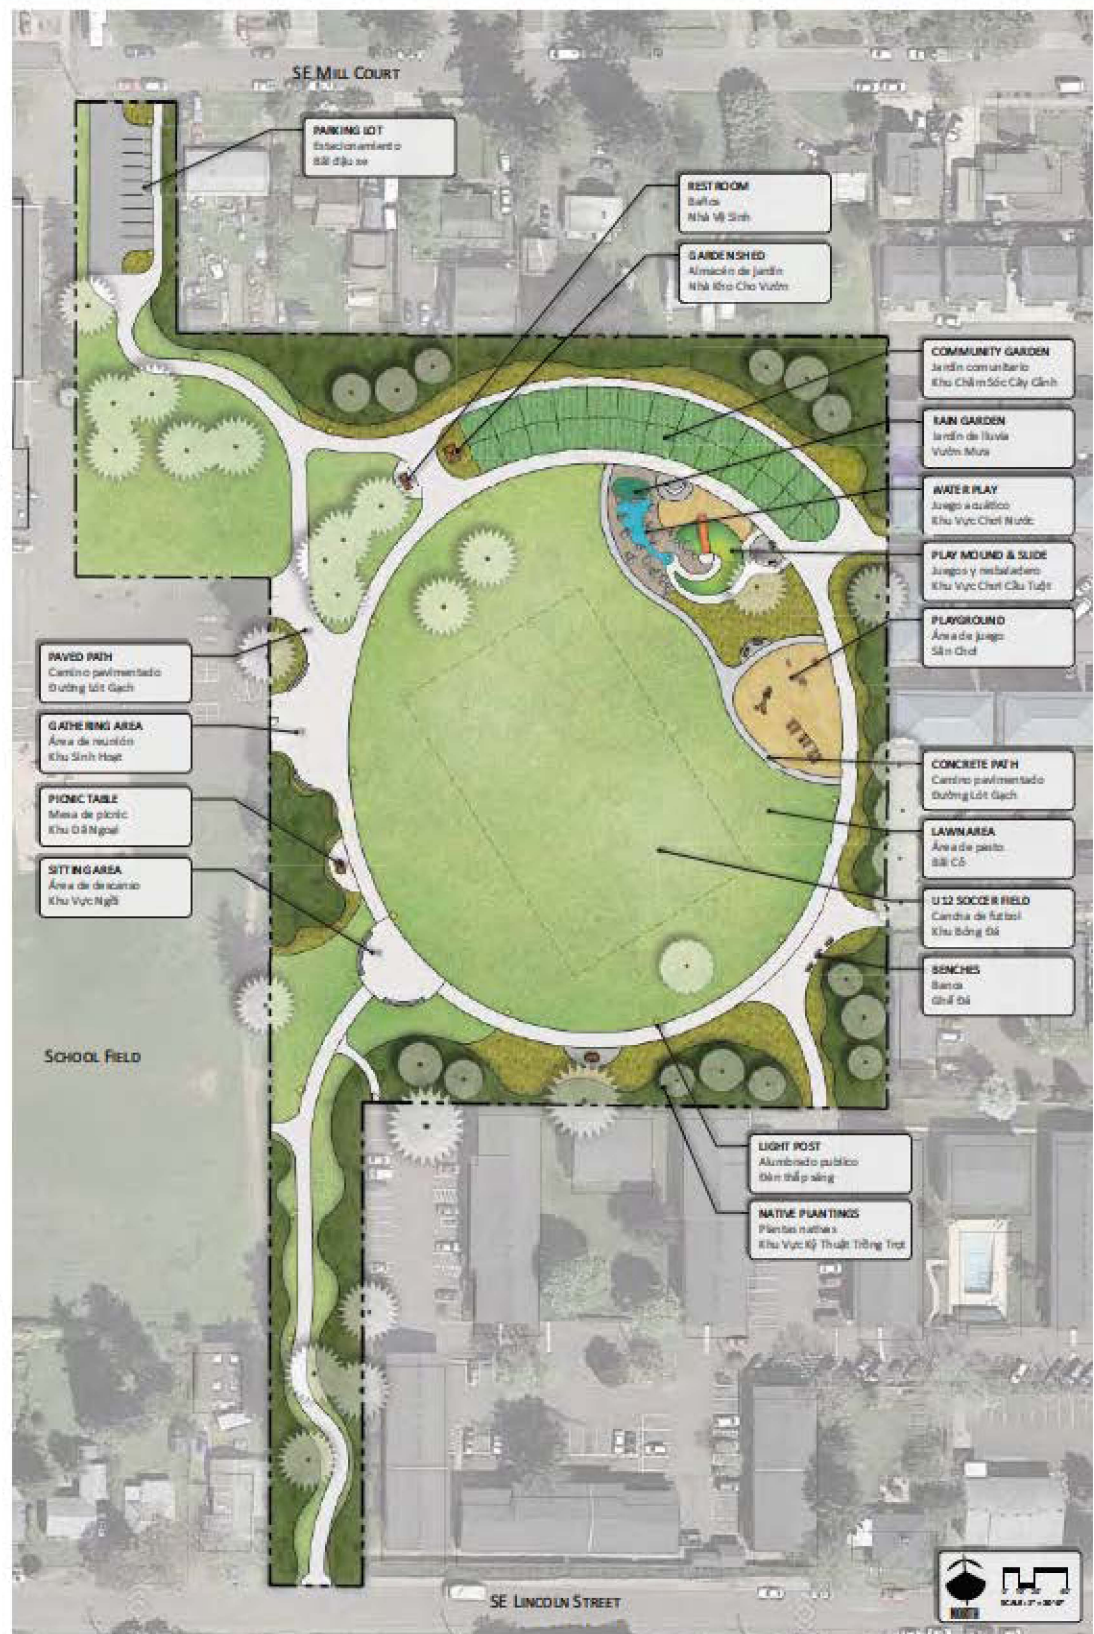 SE MILL COURT
PARKING LOT
Estacionamiento
Bãi đậu xe
RESTROOM
Baños
Nhà Vệ Sinh
GARDEN SHED
Almacén de jardín
Nhà Kho Cho Vườn
COMMUNITY GARDEN
Jardín comunitario
Khu Chăm Sóc Cây Cảnh
RAIN GARDEN
Jardín de lluvia
Vườn Mưa
WATER PLAY
Juego acuático
Khu Vực Chơi Nước
PLAY MOUND & SLIDE
Juegos y resbaladero
Khu Vực Chơi Cầu Tuột
PLAYGROUND
Área de juego
Sân Chơi
PAVED PATH
Camino pavimentado
Đường Lót Gạch
GATHERING AREA
Área de reunión
Khu Sinh Hoạt
PICNIC TABLE
Mesa de picnic
Khu Dã Ngoại
SITTING AREA
Área de descanso
Khu Vực Ngồi
CONCRETE PATH
Camino pavimentado
Đường Lót Gạch
LAWN AREA
Área de pasto
Bãi Cỏ
U12 SOCCER FIELD
Cancha de futbol
Khu Bóng Đá
BENCHES
Banca
Ghế Đá
SCHOOL FIELD
LIGHT POST
Alumbrado publico
Đèn thắp sáng
NATIVE PLANTINGS
Plantas nativas
Khu Vực Kỹ Thuật Trồng Trọt
SE LINCOLN STREET
NORTH